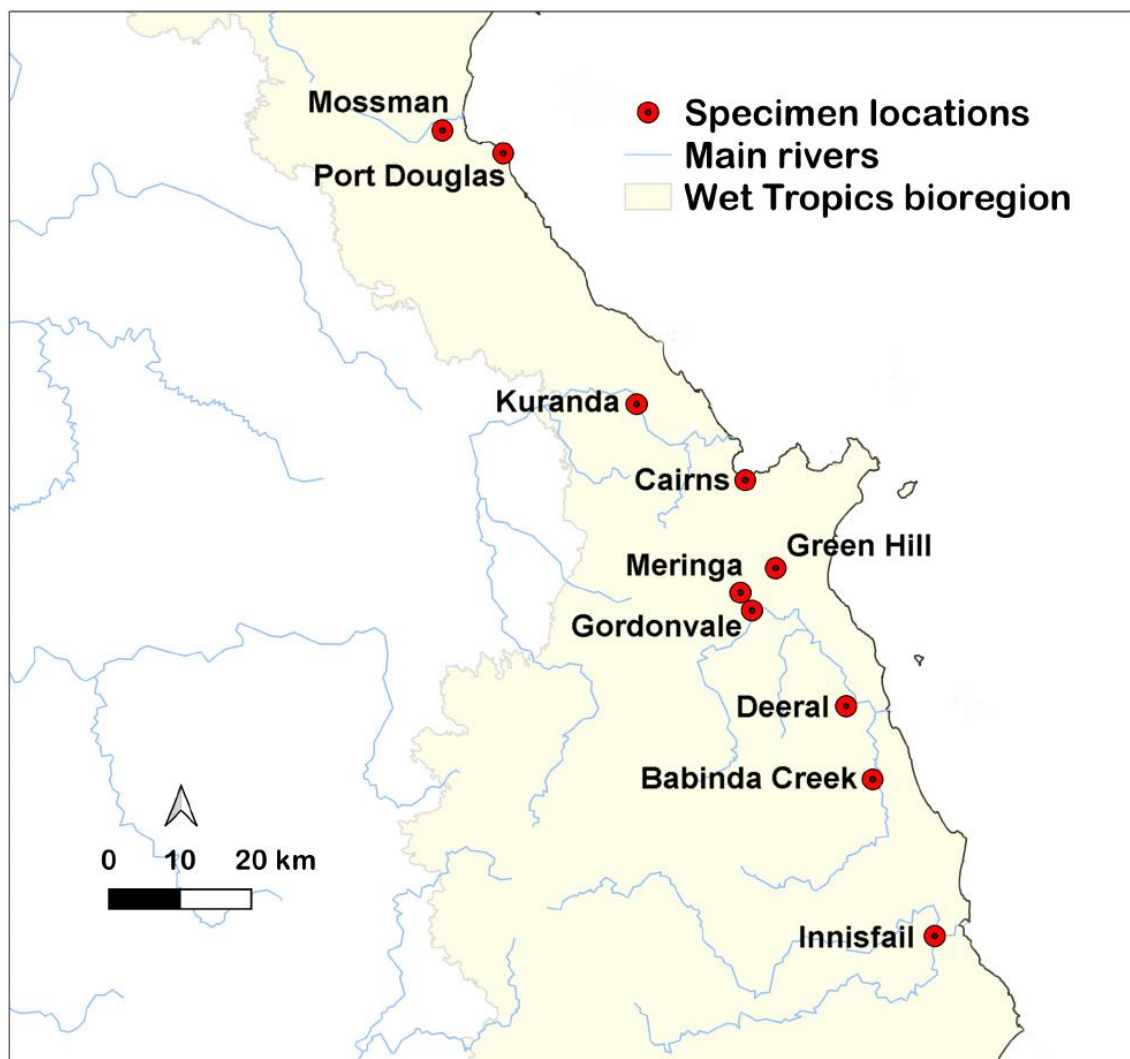 Mossman
Port Douglas
Specimen locations
Main rivers
Wet Tropics bioregion
Kuranda
Cairns
Green Hill
Meringa
Gordonvale
Deeral
Babinda Creek
0 10 20 km
Innisfail